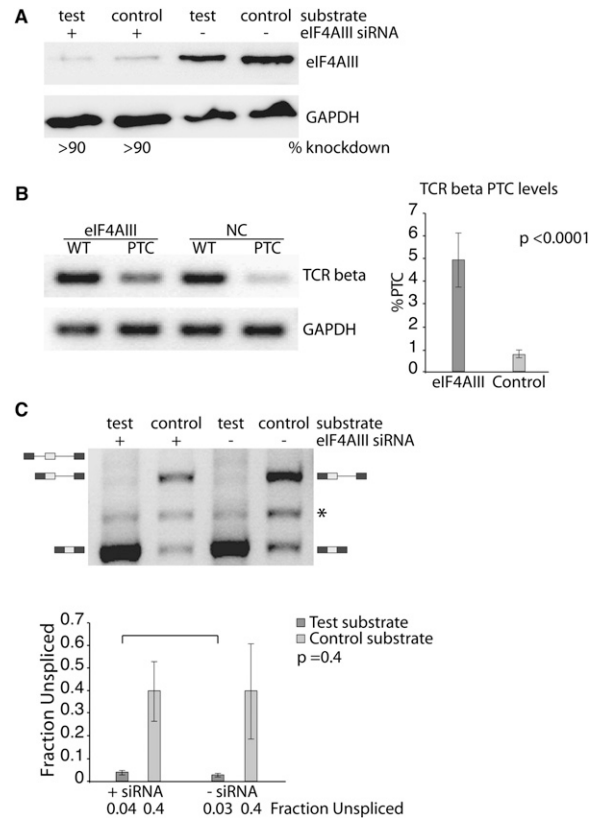 A
test control test control substrate
+ + - - eIF4AIII siRNA
eIF4AIII
GAPDH
>90 >90 % knockdown
B
eIF4AIII NC
WT PTC WT PTC
TCR beta
GAPDH
TCR beta PTC levels
p <0.0001
% PTC
7
6
5
4
3
2
1
0
eIF4AIII Control
C
test control test control substrate
+ + - - eIF4AIII siRNA
*
Fraction Unspliced
0.7
0.6
0.5
0.4
0.3
0.2
0.1
0
Test substrate
Control substrate
p =0.4
+ siRNA - siRNA
0.04 0.4 0.03 0.4 Fraction Unspliced